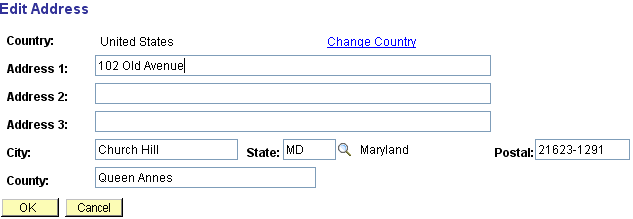 Edit Address
Country: United States Change Country
Address 1: 102 Old Avenue
Address 2:
Address 3:
City: Church Hill State: MD Maryland Postal: 21623-1291
County: Queen Annes
OK Cancel